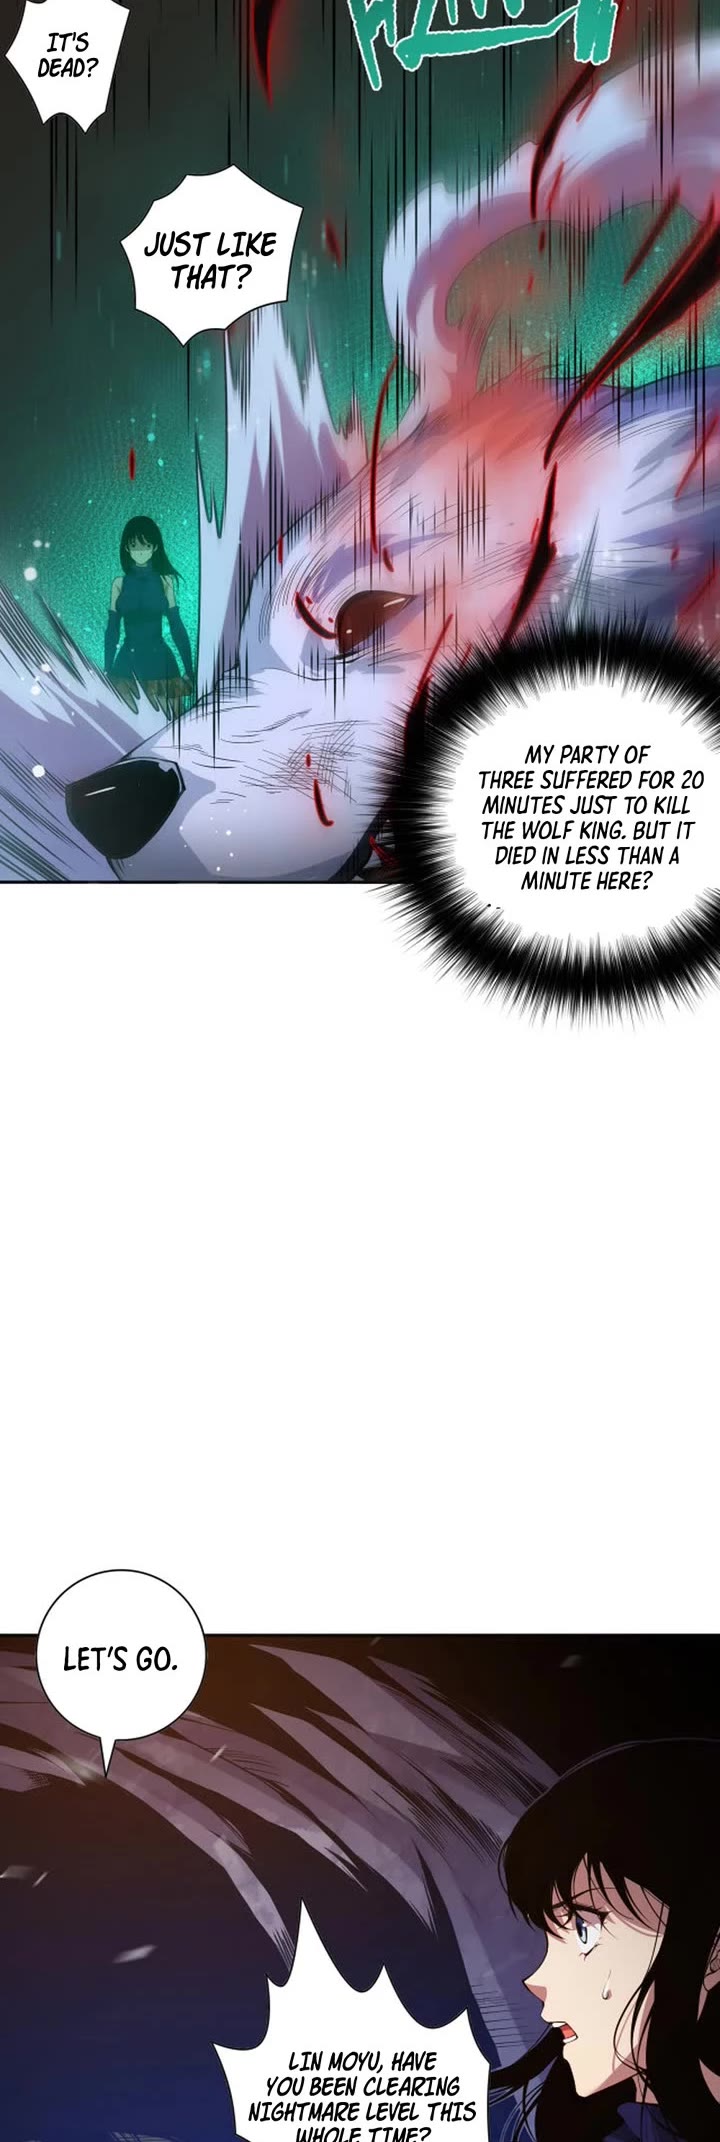 IT'S
DEAD?
JUST LIKE
THAT?
MY PARTY OF
THREE SUFFERED FOR 20
MINUTES JUST TO KILL
THE WOLF KING. BUT IT
DIED IN LESS THAN A
MINUTE HERE?
LET'S GO.
LIN MOYU, HAVE
YOU BEEN CLEARING
NIGHTMARE LEVEL THIS
WHOLE TIME?